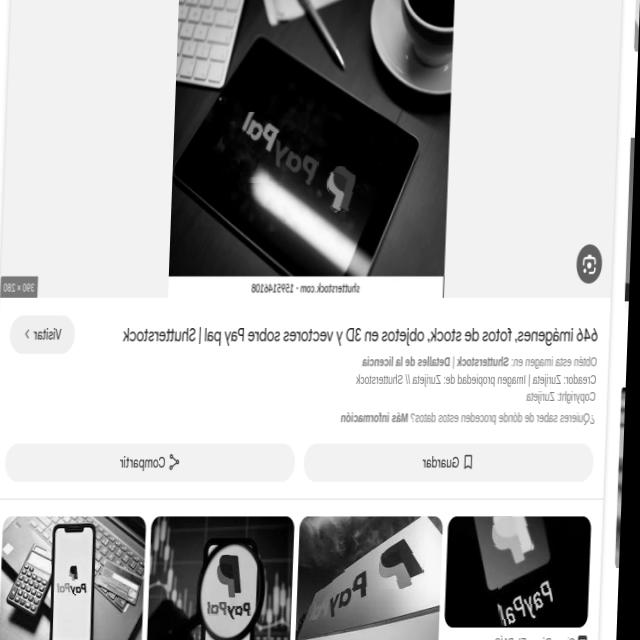 PayPal
PayPal
shutterstock.com · 1595146108
390 × 280
646 imágenes, fotos de stock, objetos en 3D y vectores sobre Pay pal | Shutterstock
Visitar
Obtén esta imagen en: Shutterstock | Detalles de la licencia
Creador: Zurijeta | Imagen propiedad de: Zurijeta // Shutterstock
Copyright: Zurijeta
¿Quieres saber de dónde proceden estos datos? Más información
Guardar
Compartir
PayPal
PayPal
PayPal
PayPal